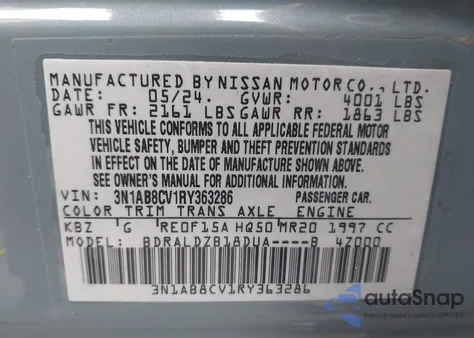 MANUFACTURED BY NISSAN MOTOR CO., LTD.
DATE: 05/24. GVWR: 4001 LBS
GAWR FR: 2161 LBS GAWR RR: 1863 LBS
THIS VEHICLE CONFORMS TO ALL APPLICABLE FEDERAL MOTOR
VEHICLE SAFETY, BUMPER AND THEFT PREVENTION STANDARDS
IN EFFECT ON THE DATE OF MANUFACTURE SHOWN ABOVE.
SEE OWNER'S MANUAL FOR ADDITIONAL INFORMATION.
VIN: 3N1AB8CV1RY363286 PASSENGER CAR.
COLOR TRIM TRANS AXLE ENGINE
KBZ G RE0F15A HQ50 MR20 1997 CC
MODEL: BDRALDZB18DUA----B 4Z000
3N1AB8CV1RY363286
autoSnap